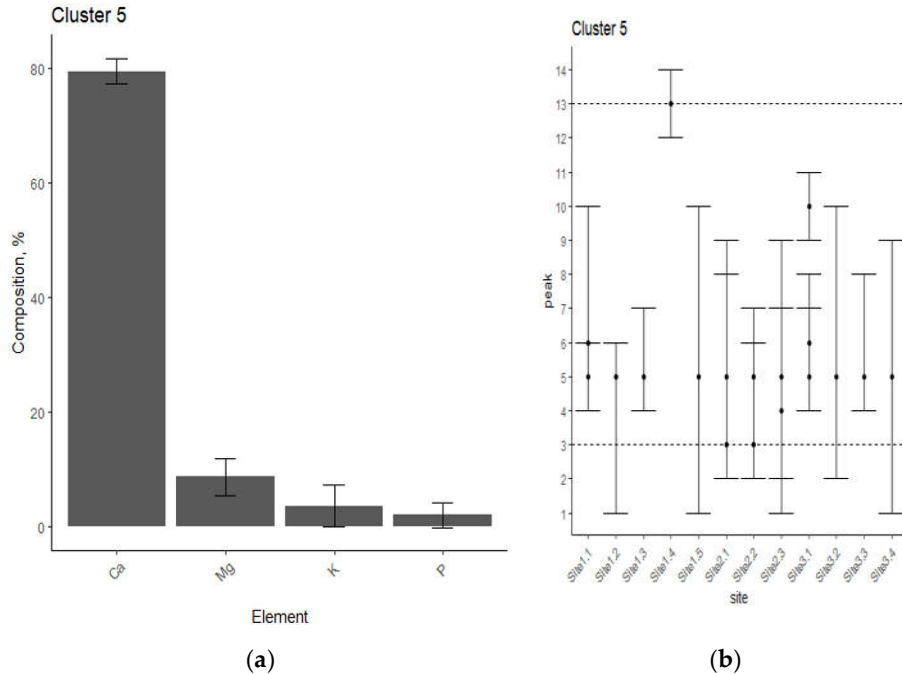 Cluster 5
80
60
40
20
0
Composition, %
Ca
Mg
K
P
Element
(a)
Cluster 5
14
13
12
11
10
9
8
7
6
5
4
3
2
1
peak
Site1.1
Site1.2
Site1.3
Site1.4
Site1.5
Site2.1
Site2.2
Site2.3
Site3.1
Site3.2
Site3.3
Site3.4
site
(b)